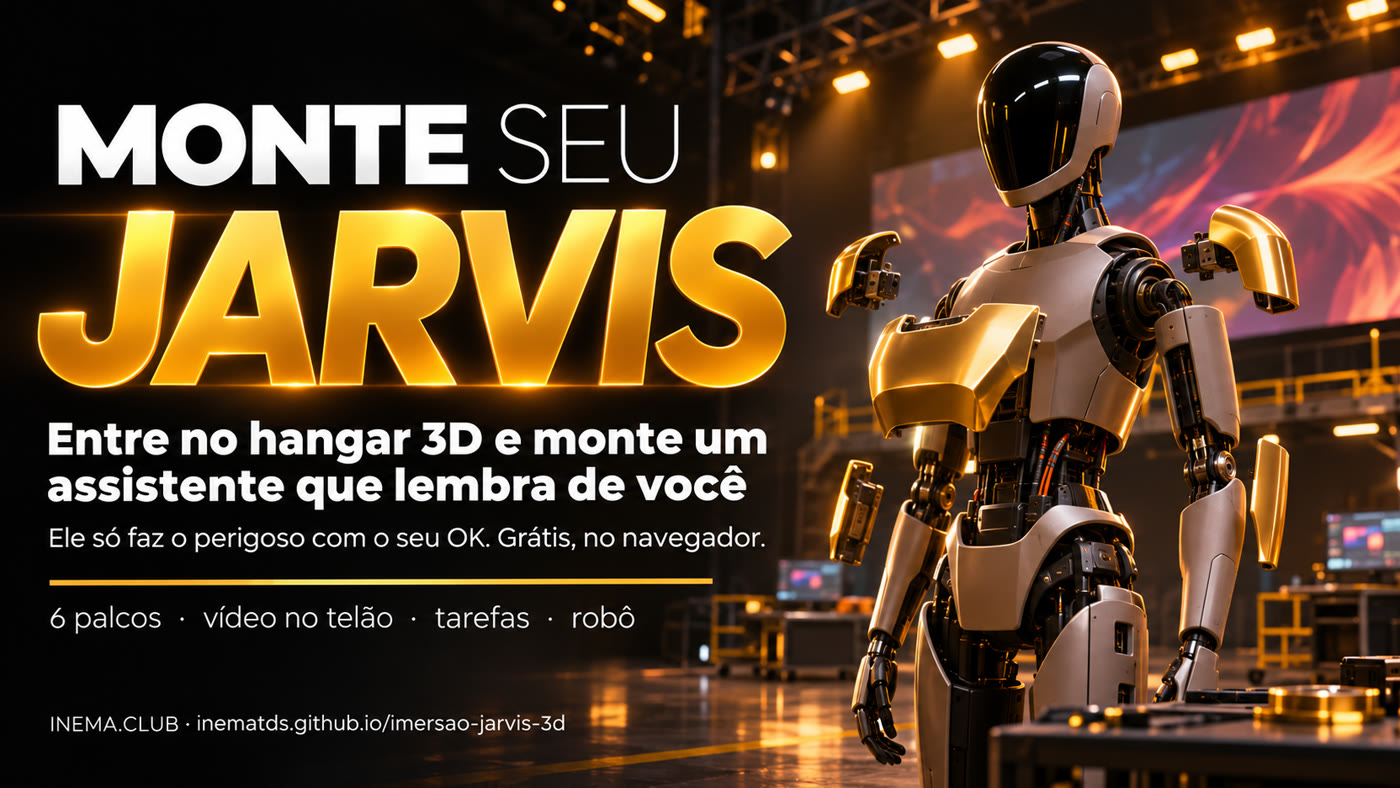 MONTE SEU
JARVIS
Entre no hangar 3D e monte um
assistente que lembra de você
Ele só faz o perigoso com o seu OK. Grátis, no navegador.
6 palcos · vídeo no telão · tarefas · robô
INEMA.CLUB · inematds.github.io/imersao-jarvis-3d